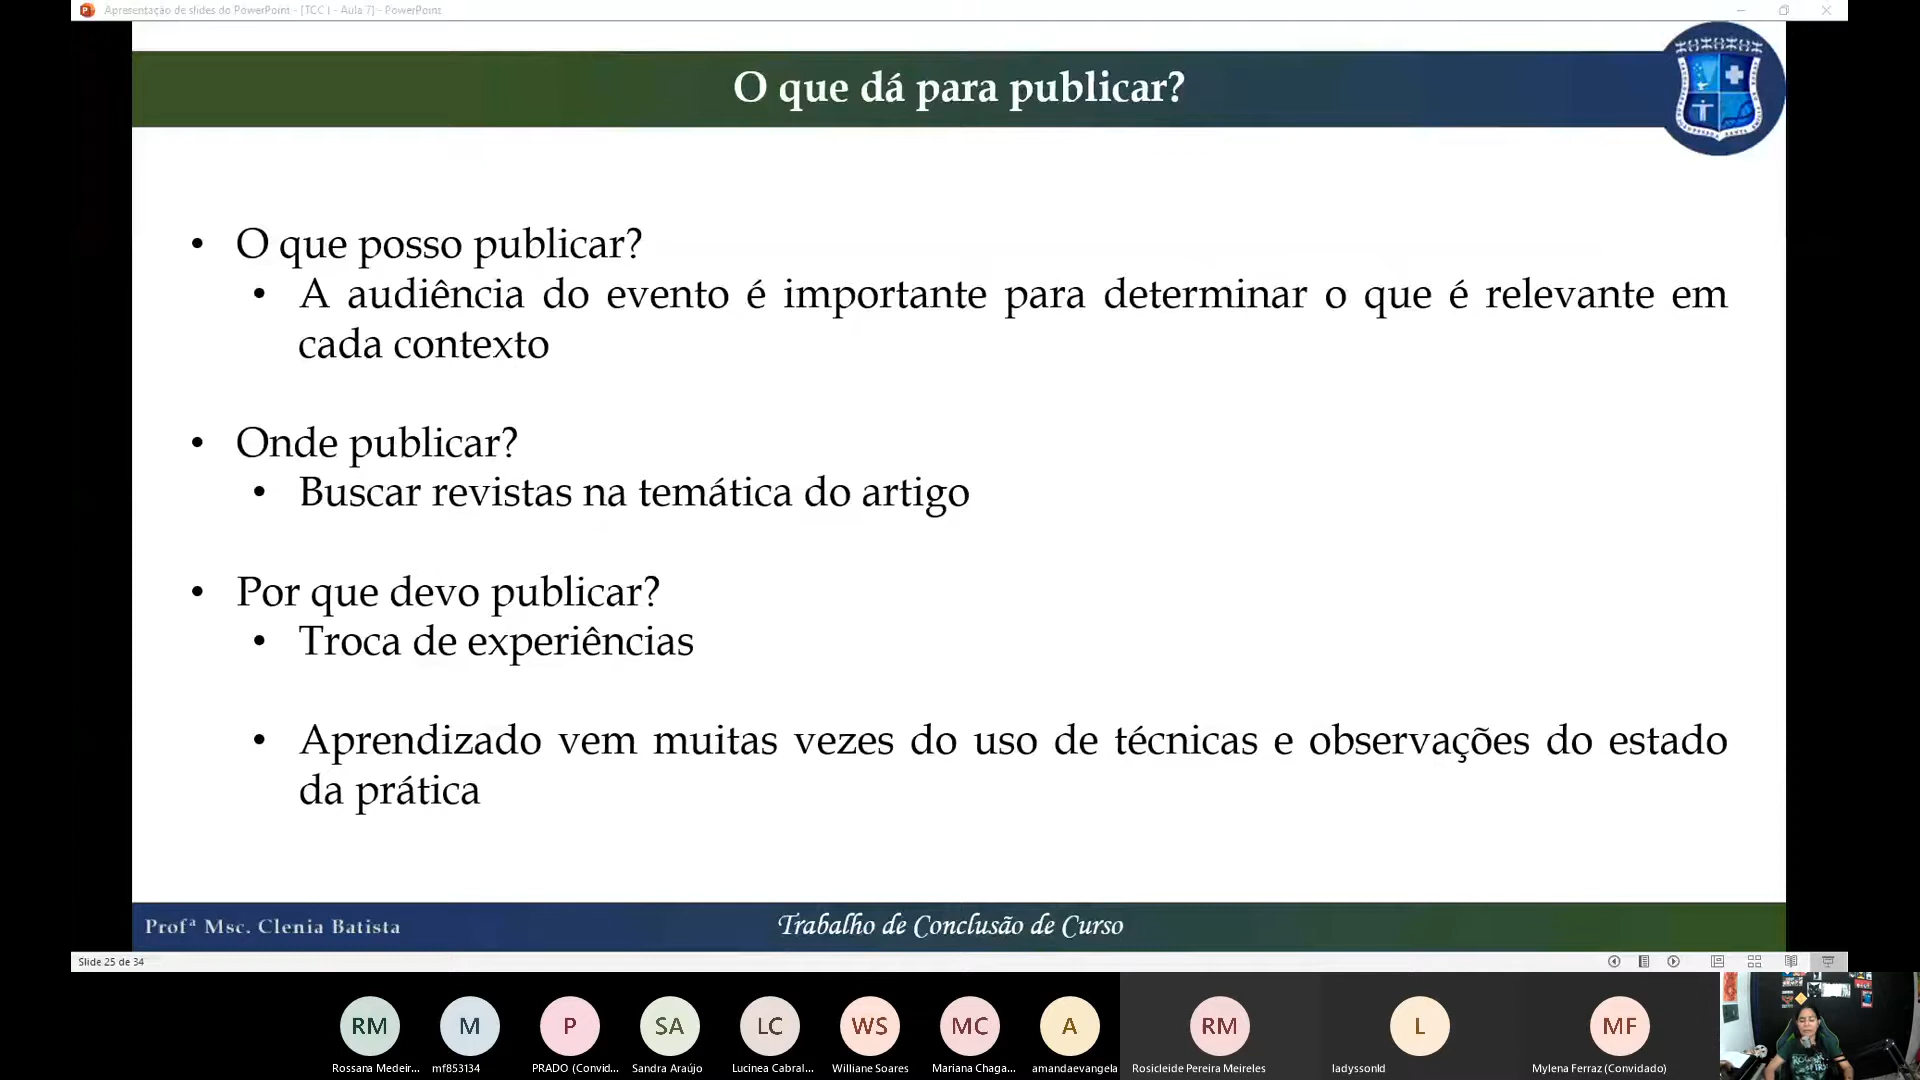 Apresentação de slides do PowerPoint - [TCC I - Aula 7] - PowerPoint
O que dá para publicar?
• O que posso publicar?
• A audiência do evento é importante para determinar o que é relevante em
cada contexto
• Onde publicar?
• Buscar revistas na temática do artigo
• Por que devo publicar?
• Troca de experiências
• Aprendizado vem muitas vezes do uso de técnicas e observações do estado
da prática
Profª Msc. Clenia Batista
Trabalho de Conclusão de Curso
Slide 25 de 34
RM
M
P
SA
LC
WS
MC
A
RM
L
MF
Rossana Medeir...
mf853134
PRADO (Convid...
Sandra Araújo
Lucinea Cabral...
Williane Soares
Mariana Chaga...
amandaevangela
Rosicleide Pereira Meireles
ladyssonld
Mylena Ferraz (Convidado)